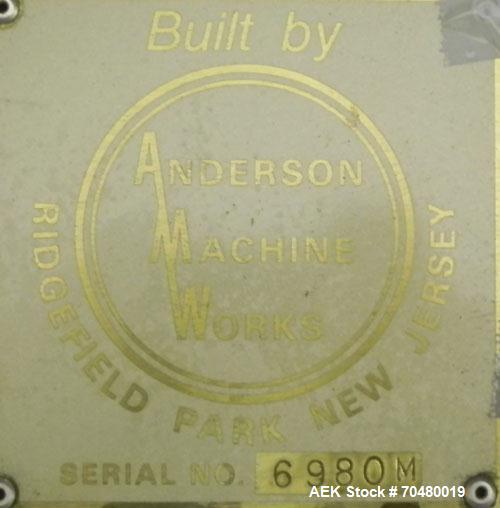 Built by
ANDERSON
MACHINE
WORKS
RIDGEFIELD PARK NEW JERSEY
SERIAL NO. 6980M
AEK Stock # 70480019